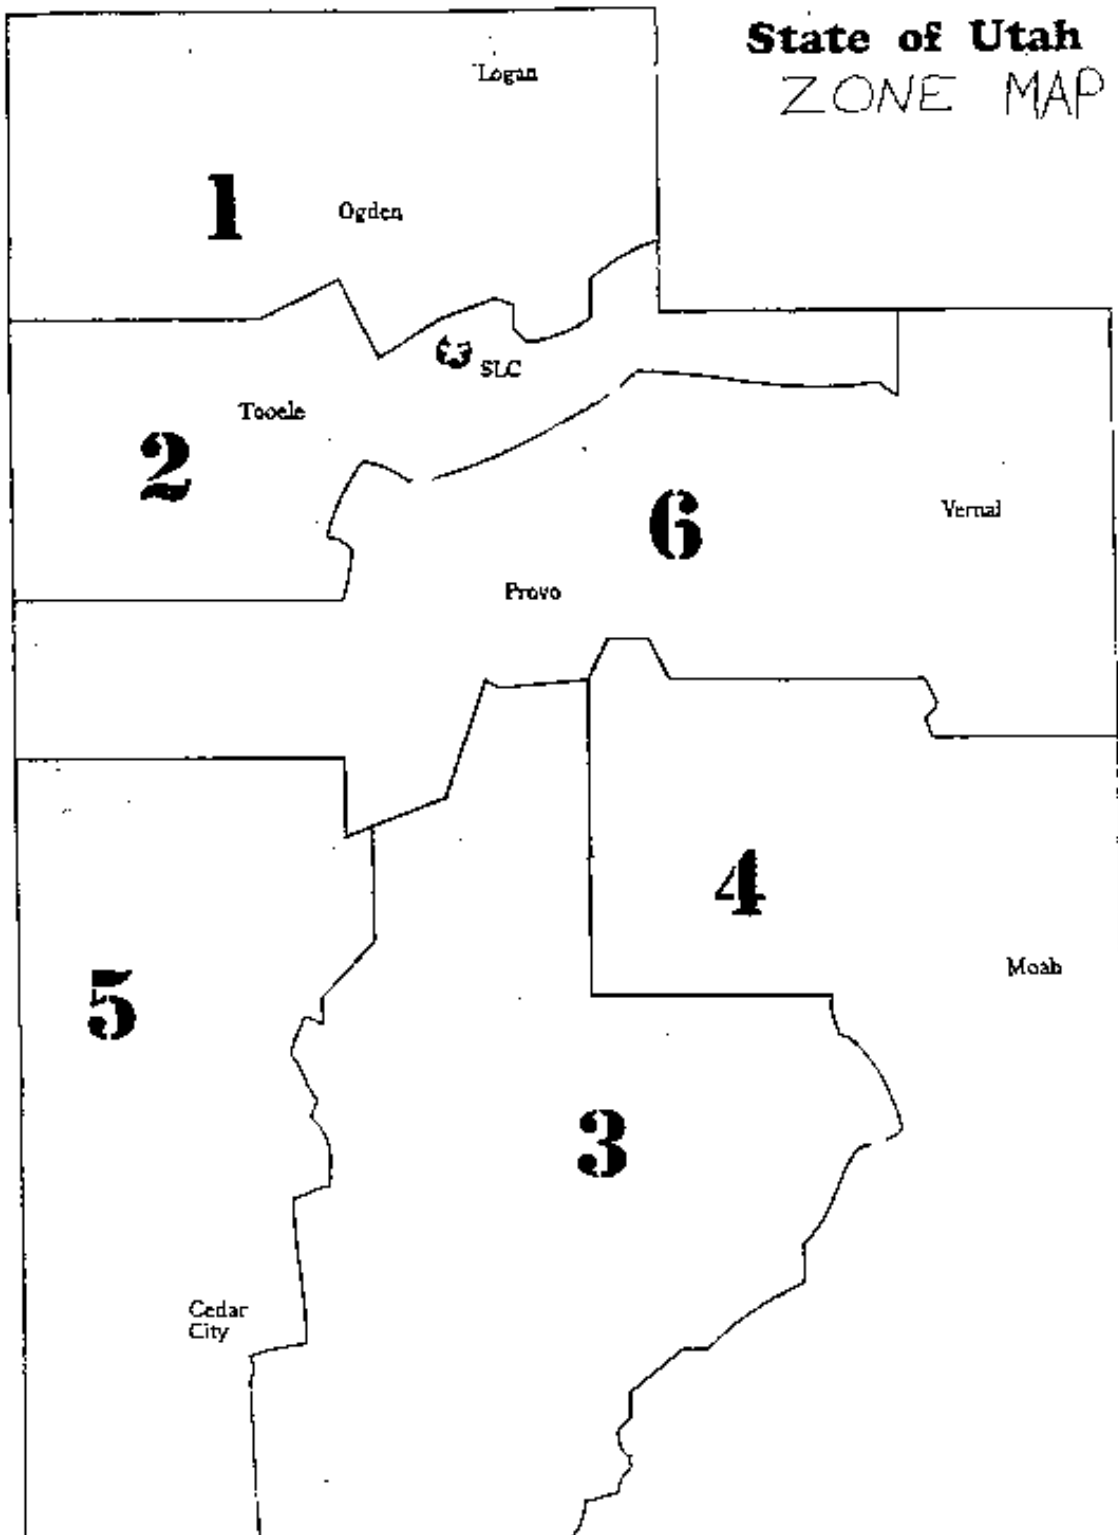 State of Utah
ZONE MAP
Logan
1
Ogden
SLC
Tooele
2
6
Vernal
Provo
4
Moab
5
3
Cedar
City